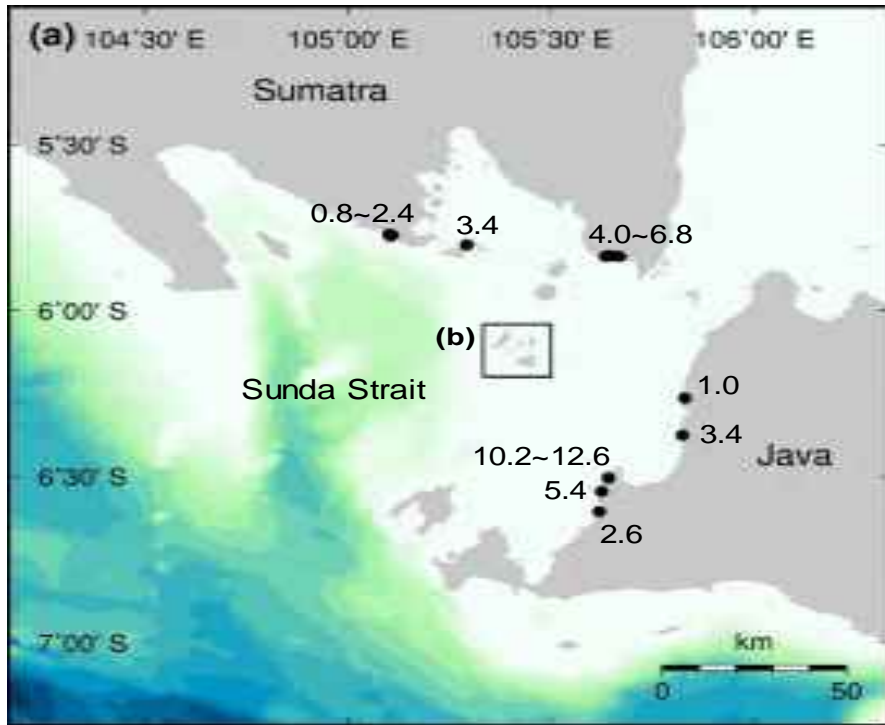 (a) 104˚30′ E 105˚00′ E 105˚30′ E 106˚00′ E
Sumatra
5˚30′ S
0.8~2.4
3.4
4.0~6.8
6˚00′ S
(b)
Sunda Strait
1.0
3.4
10.2~12.6
Java
6˚30′ S
5.4
2.6
7˚00′ S
km
0 50